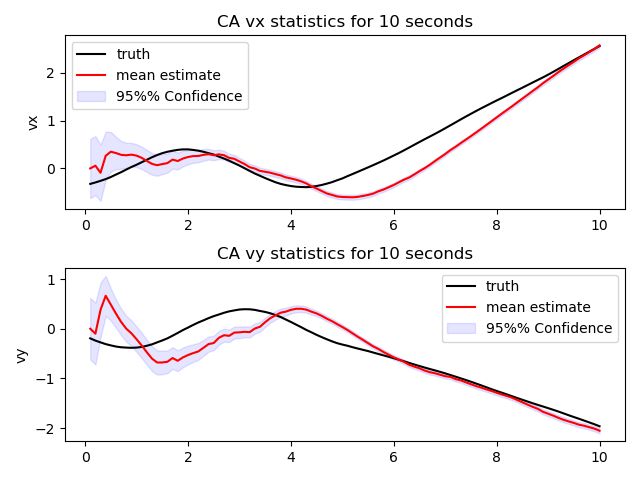 CA vx statistics for 10 seconds
truth
mean estimate
95%% Confidence
vx
2
1
0
0 2 4 6 8 10
CA vy statistics for 10 seconds
truth
mean estimate
95%% Confidence
vy
1
0
−1
−2
0 2 4 6 8 10